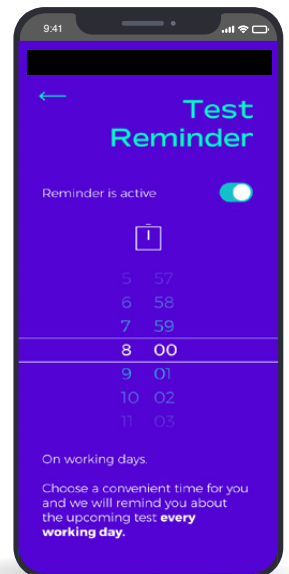 9:41
Test
Reminder
Reminder is active
5 57
6 58
7 59
8 00
9 01
10 02
11 03
On working days.
Choose a convenient time for you
and we will remind you about
the upcoming test every
working day.